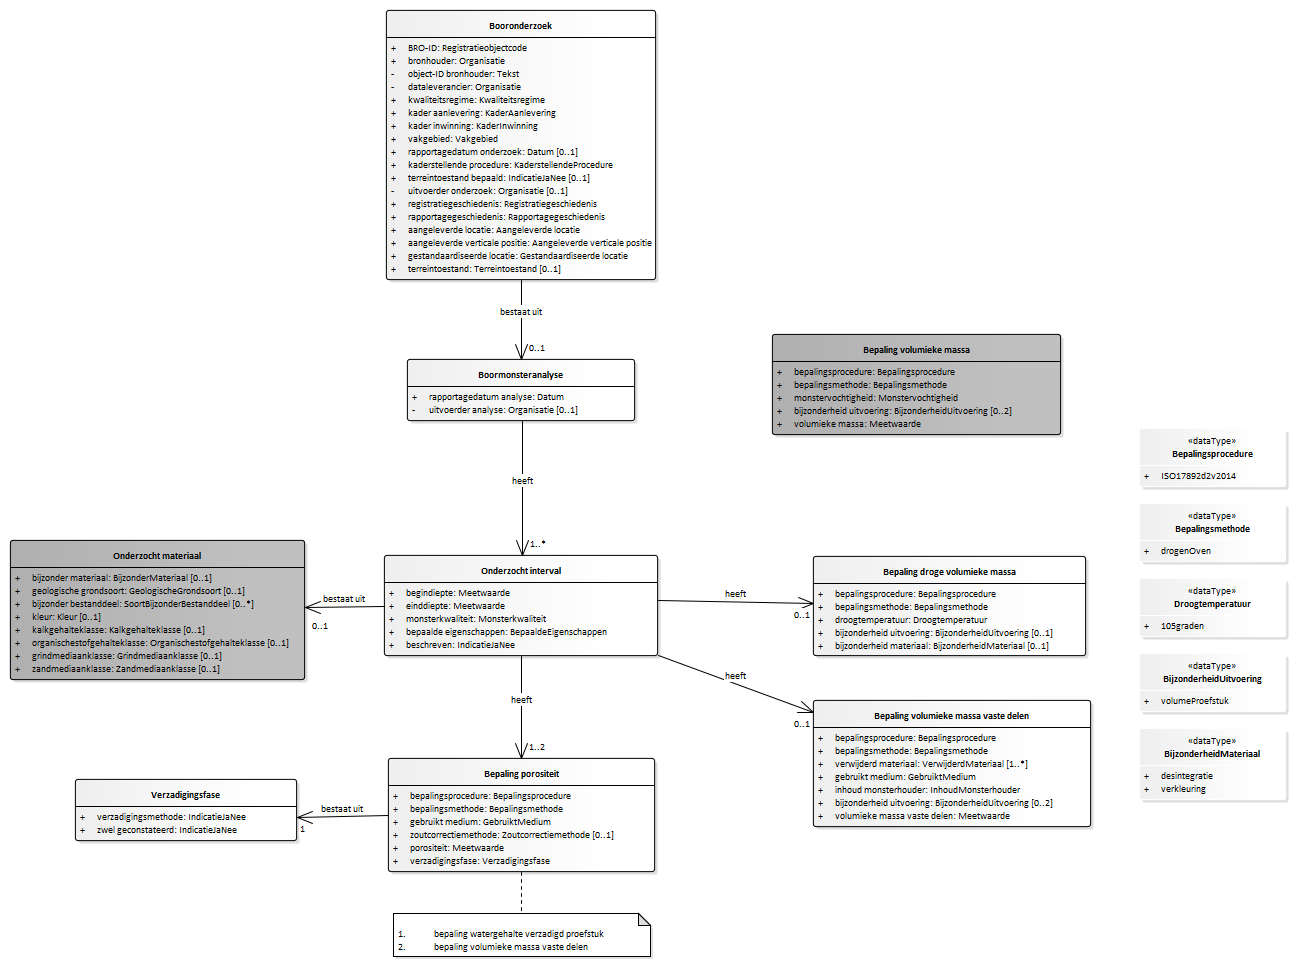 Booronderzoek
+ BRO-ID: Registratieobjectcode
+ bronhouder: Organisatie
- object-ID bronhouder: Tekst
- dataleverancier: Organisatie
+ kwaliteitsregime: Kwaliteitsregime
+ kader aanlevering: KaderAanlevering
+ kader inwinning: KaderInwinning
+ vakgebied: Vakgebied
+ rapportagedatum onderzoek: Datum [0..1]
+ kaderstellende procedure: KaderstellendeProcedure
+ terreintoestand bepaald: IndicatieJaNee [0..1]
- uitvoerder onderzoek: Organisatie [0..1]
+ registratiegeschiedenis: Registratiegeschiedenis
+ rapportagegeschiedenis: Rapportagegeschiedenis
+ aangeleverde locatie: Aangeleverde locatie
+ aangeleverde verticale positie: Aangeleverde verticale positie
+ gestandaardiseerde locatie: Gestandaardiseerde locatie
+ terreintoestand: Terreintoestand [0..1]
bestaat uit
0..1
Boormonsteranalyse
+ rapportagedatum analyse: Datum
- uitvoerder analyse: Organisatie [0..1]
heeft
1..*
Bepaling volumieke massa
+ bepalingsprocedure: Bepalingsprocedure
+ bepalingsmethode: Bepalingsmethode
+ monstervochtigheid: Monstervochtigheid
+ bijzonderheid uitvoering: BijzonderheidUitvoering [0..2]
+ volumieke massa: Meetwaarde
Onderzocht materiaal
+ bijzonder materiaal: BijzonderMateriaal [0..1]
+ geologische grondsoort: GeologischeGrondsoort [0..1]
+ bijzonder bestanddeel: SoortBijzonderBestanddeel [0..*]
+ kleur: Kleur [0..1]
+ kalkgehalteklasse: Kalkgehalteklasse [0..1]
+ organischestofgehalteklasse: Organischestofgehalteklasse [0..1]
+ grindmediaanklasse: Grindmediaanklasse [0..1]
+ zandmediaanklasse: Zandmediaanklasse [0..1]
bestaat uit
0..1
Onderzocht interval
+ begindiepte: Meetwaarde
+ einddiepte: Meetwaarde
+ monsterkwaliteit: Monsterkwaliteit
+ bepaalde eigenschappen: BepaaldeEigenschappen
+ beschreven: IndicatieJaNee
heeft
0..1
Bepaling droge volumieke massa
+ bepalingsprocedure: Bepalingsprocedure
+ bepalingsmethode: Bepalingsmethode
+ droogtemperatuur: Droogtemperatuur
+ bijzonderheid uitvoering: BijzonderheidUitvoering [0..1]
+ bijzonderheid materiaal: BijzonderheidMateriaal [0..1]
heeft
0..1
Bepaling volumieke massa vaste delen
+ bepalingsprocedure: Bepalingsprocedure
+ bepalingsmethode: Bepalingsmethode
+ verwijderd materiaal: VerwijderdMateriaal [1..*]
+ gebruikt medium: GebruiktMedium
+ inhoud monsterhouder: InhoudMonsterhouder
+ bijzonderheid uitvoering: BijzonderheidUitvoering [0..2]
+ volumieke massa vaste delen: Meetwaarde
heeft
1..2
Bepaling porositeit
+ bepalingsprocedure: Bepalingsprocedure
+ bepalingsmethode: Bepalingsmethode
+ gebruikt medium: GebruiktMedium
+ zoutcorrectiemethode: Zoutcorrectiemethode [0..1]
+ porositeit: Meetwaarde
+ verzadigingsfase: Verzadigingsfase
bestaat uit
1
Verzadigingsfase
+ verzadigingsmethode: IndicatieJaNee
+ zwel geconstateerd: IndicatieJaNee
1. bepaling watergehalte verzadigd proefstuk
2. bepaling volumieke massa vaste delen
«dataType»
Bepalingsprocedure
+ ISO17892d2v2014
«dataType»
Bepalingsmethode
+ drogenOven
«dataType»
Droogtemperatuur
+ 105graden
«dataType»
BijzonderheidUitvoering
+ volumeProefstuk
«dataType»
BijzonderheidMateriaal
+ desintegratie
+ verkleuring